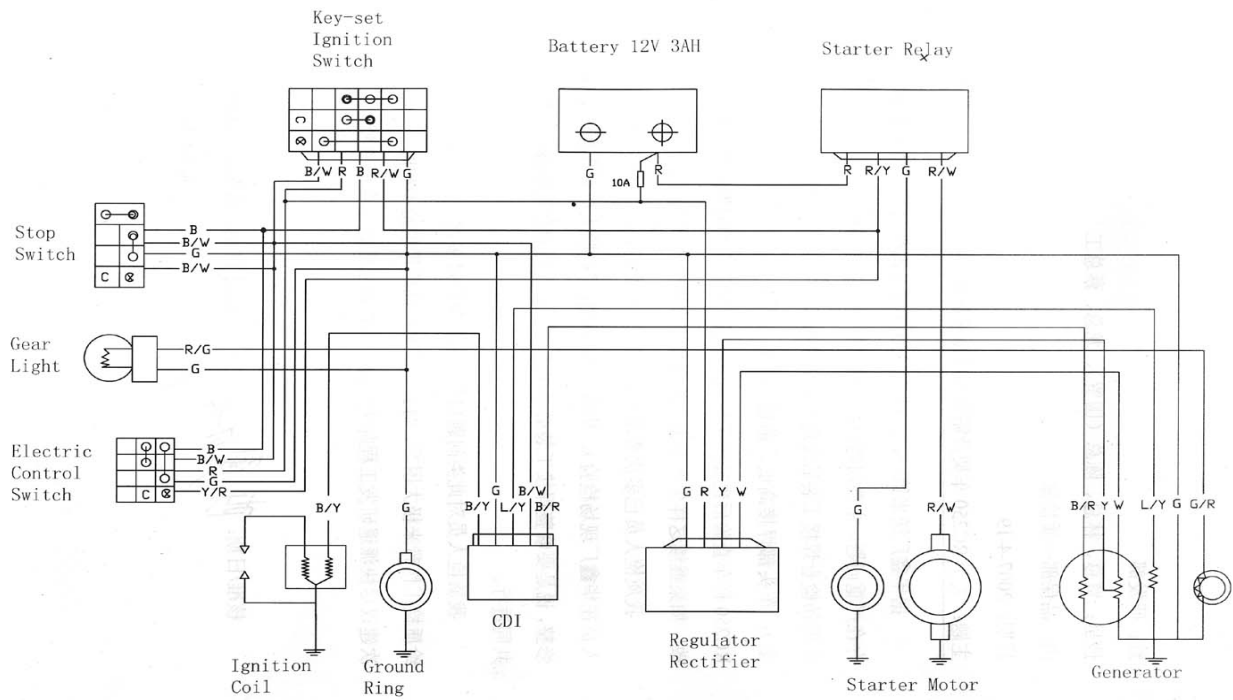 Key-set
Ignition
Switch
Battery 12V 3AH
Starter Relay
B/W R B R/W G
G
10A
R
R R/Y G R/W
Stop
Switch
B
B/W
G
B/W
C
C
Gear
Light
R/G
G
Electric
Control
Switch
B
B/W
R
G
Y/R
C
B/Y
G
B/Y G L/Y B/W B/R
G R Y W
G
R/W
B/R Y W L/Y G G/R
CDI
Regulator
Rectifier
Ignition
Coil
Ground
Ring
Starter Motor
Generator